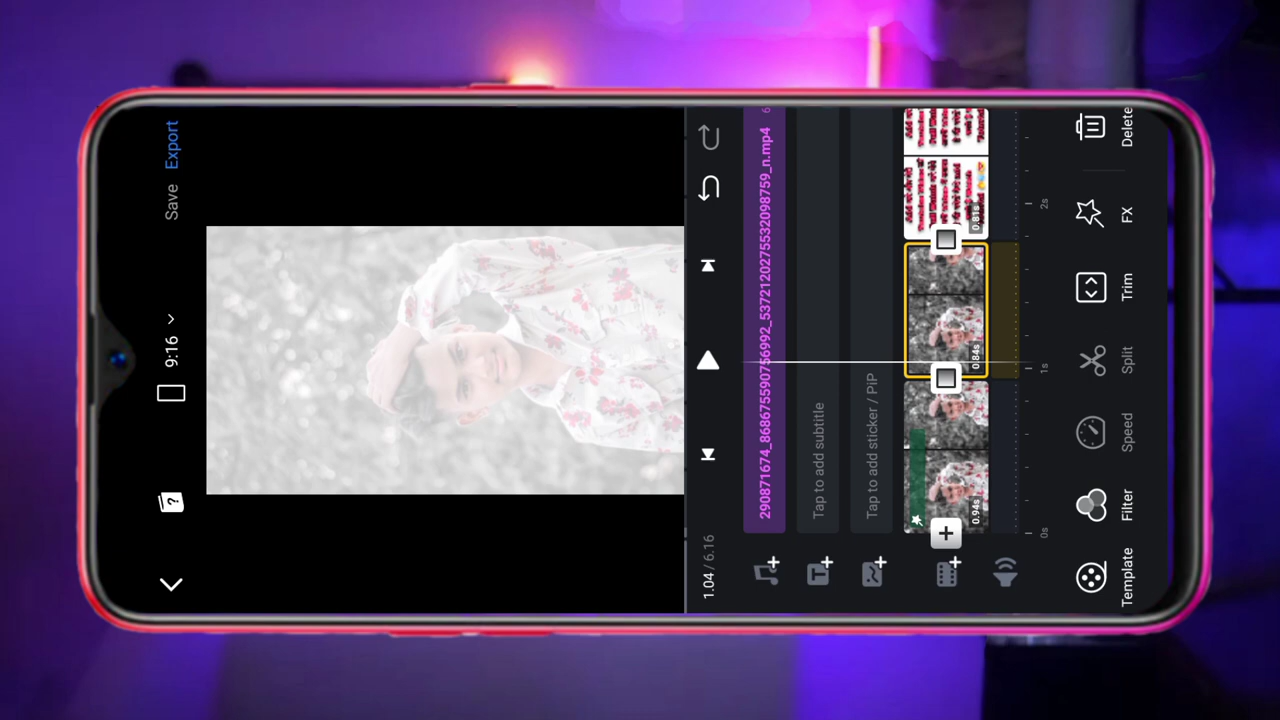 9:16
Save
Export
1.04 / 6.16
290871674_868675590756992_5372120275532098759_n.mp4
6
Tap to add subtitle
Tap to add sticker / PiP
0.94s
0.84s
0.81s
0s
1s
2s
Template
Filter
Speed
Split
Trim
FX
Delete